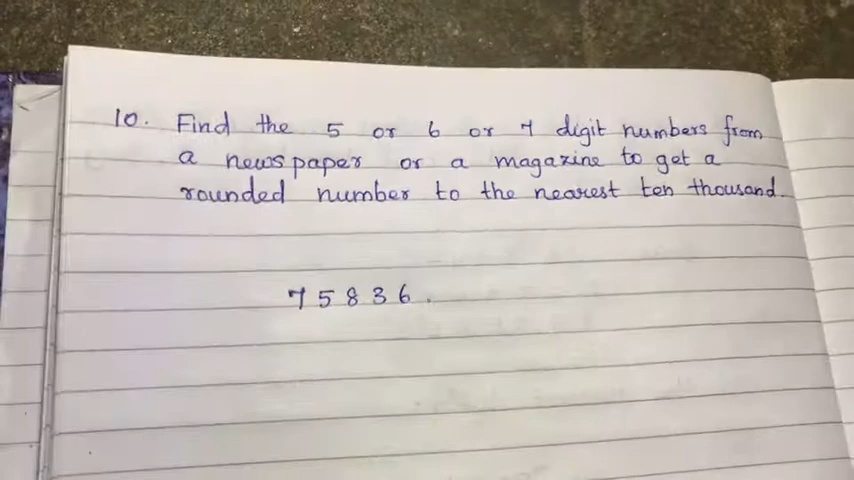 10. Find the 5 or 6 or 7 digit numbers from
a newspaper or a magazine to get a
rounded number to the nearest ten thousand.
75836.